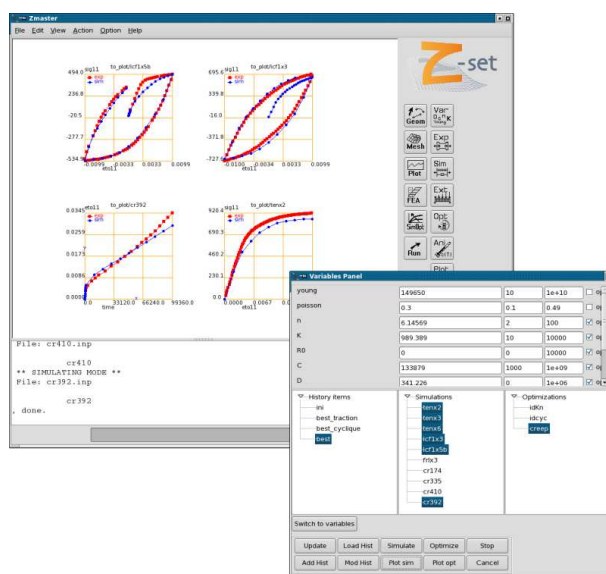 Zmaster
File Edit View Action Option Help
Z-set
sig11 to_plot/lcf1x5b
exp
sim
494.0
236.8
-20.5
-277.7
-534.9
-0.0099 -0.0033 0.0033 0.0099
eto11
sig11 to_plot/lcf1x3
exp
sim
695.6
339.8
-16.0
-371.8
-727.6
-0.0100 -0.0033 0.0033 0.0099
eto11
eto11 to_plot/cr392
exp
sim
0.0345
0.0259
0.0173
0.0086
0.0 33120.0 66240.0 99360.0
time
sig11 to_plot/tenx2
exp
sim
920.4
690.3
460.2
230.1
0.0
0.0000 0.0067
Geom
Var
Mesh
Exp
Plot
Sim
FEA
Ext
SimOpt
Opt
Run
Ani
Plot
File: cr410.inp
cr410
** SIMULATING MODE **
File: cr392.inp
cr392
, done.
Variables Panel
young 149650 10 1e+10
poisson 0.3 0.1 0.49
n 6.14569 2 100
K 989.389 10 10000
R0 0 0 10000
C 133879 1000 1e+09
D 341.226 0 1e+06
History items
ini
best_traction
best_cyclique
best
Simulations
tenx2
tenx3
tenx6
lcf1x3
lcf1x5b
frlx3
cr174
cr335
cr410
cr392
Optimizations
idKn
idcyc
creep
Switch to variables
Update Load Hist Simulate Optimize Stop
Add Hist Mod Hist Plot sim Plot opt Cancel